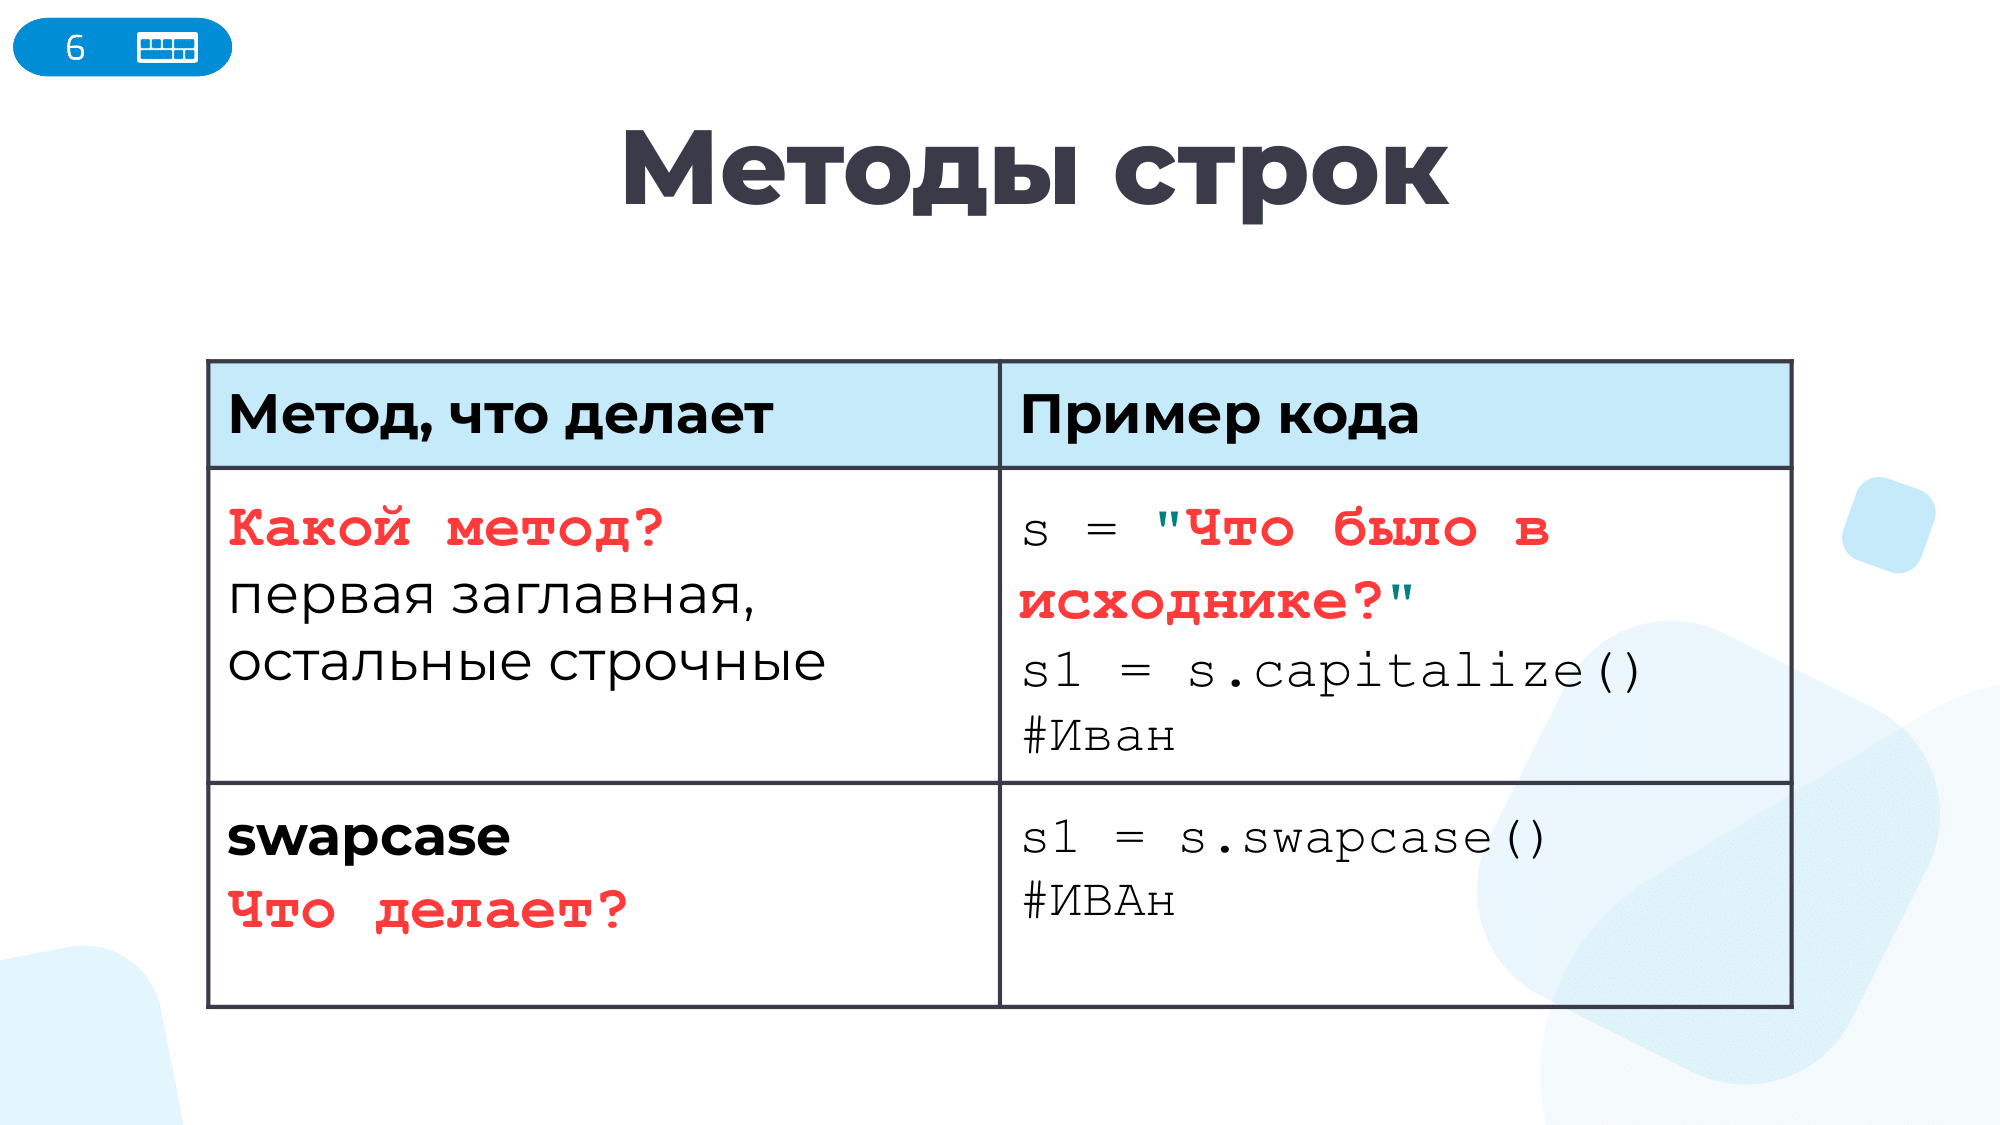 6
Методы строк
Метод, что делает
Пример кода
Какой метод?
первая заглавная,
остальные строчные
s = "Что было в
исходнике?"
s1 = s.capitalize()
#Иван
swapcase
Что делает?
s1 = s.swapcase()
#ИВАн